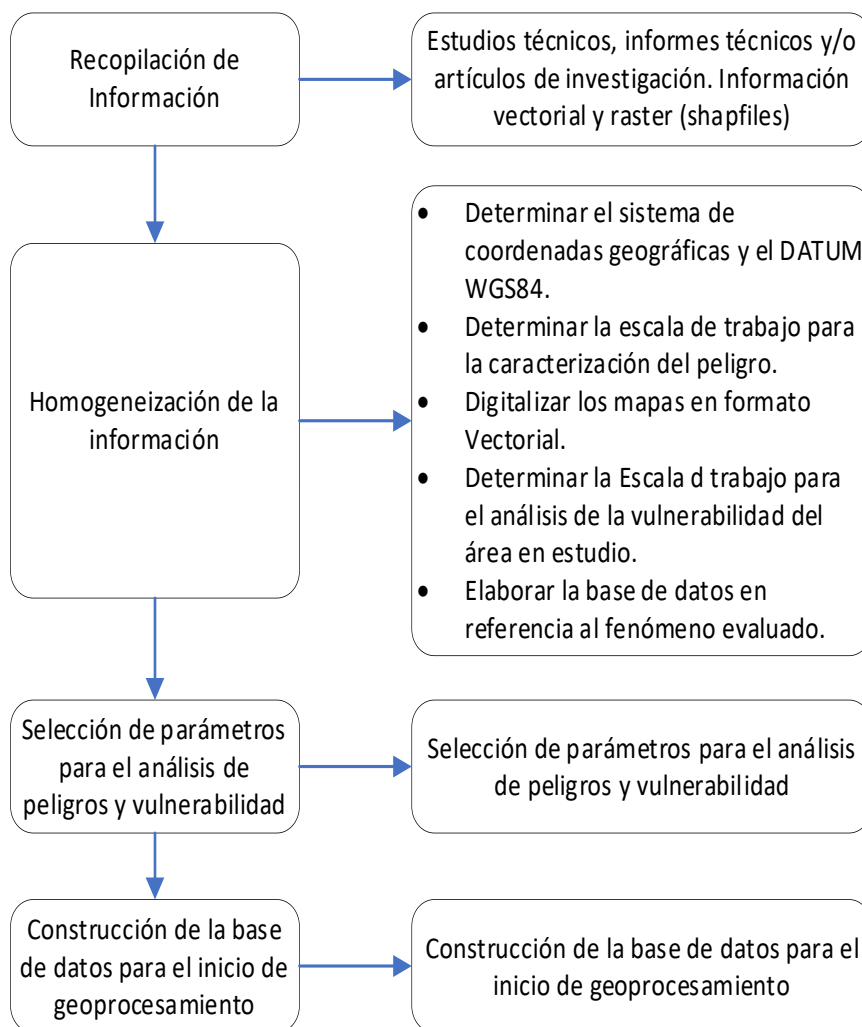 Recopilación de
Información
Estudios técnicos, informes técnicos y/o
artículos de investigación. Información
vectorial y raster (shapfiles)
Homogeneización de la
información
• Determinar el sistema de
coordenadas geográficas y el DATUM
WGS84.
• Determinar la escala de trabajo para
la caracterización del peligro.
• Digitalizar los mapas en formato
Vectorial.
• Determinar la Escala d trabajo para
el análisis de la vulnerabilidad del
área en estudio.
• Elaborar la base de datos en
referencia al fenómeno evaluado.
Selección de parámetros
para el análisis de
peligros y vulnerabilidad
Selección de parámetros para el análisis
de peligros y vulnerabilidad
Construcción de la base
de datos para el inicio de
geoprocesamiento
Construcción de la base de datos para el
inicio de geoprocesamiento